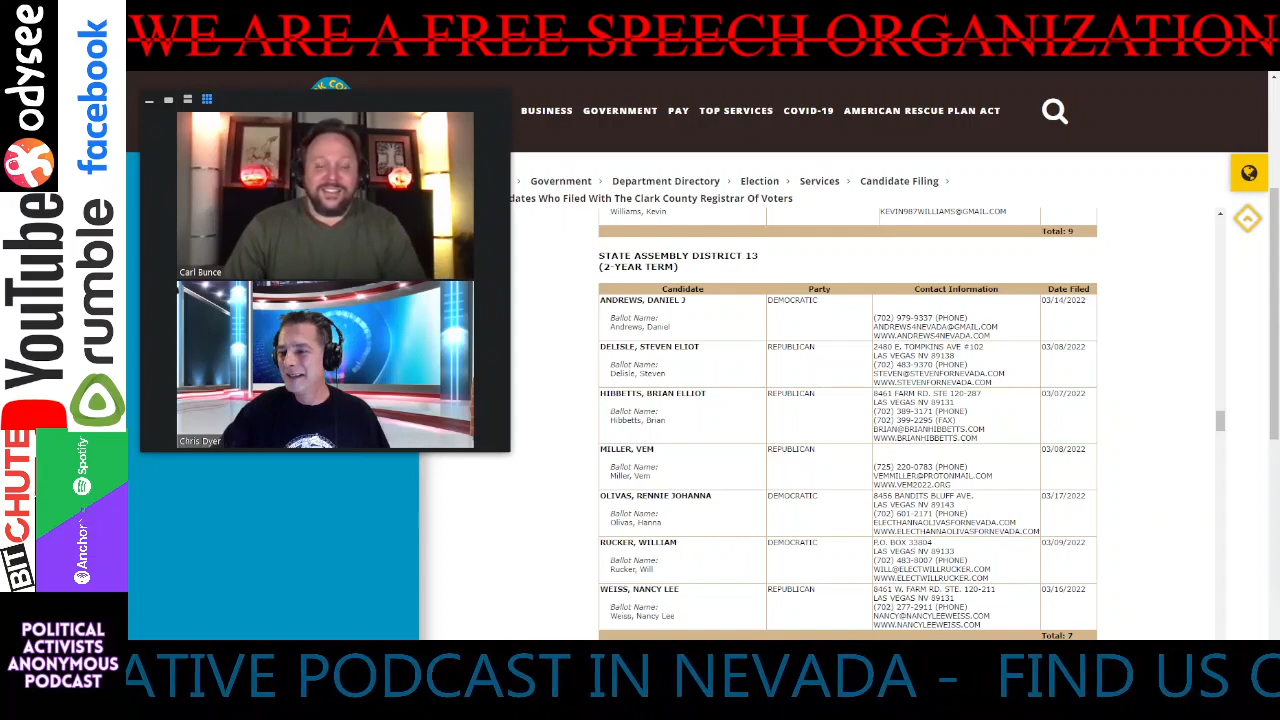 WE ARE A FREE SPEECH ORGANIZATION
odysee
facebook
YouTube
rumble
BITCHUTE
Spotify
Anchor
POLITICAL
ACTIVISTS
ANONYMOUS
PODCAST
BUSINESS GOVERNMENT PAY TOP SERVICES COVID-19 AMERICAN RESCUE PLAN ACT
Carl Bunce
Chris Dyer
› Government › Department Directory › Election › Services › Candidate Filing ›
dates Who Filed With The Clark County Registrar Of Voters
Williams, Kevin KEVIN987WILLIAMS@GMAIL.COM
Total: 9
STATE ASSEMBLY DISTRICT 13
(2-YEAR TERM)
Candidate Party Contact Information Date Filed
ANDREWS, DANIEL J DEMOCRATIC 03/14/2022
Ballot Name: (702) 979-9337 (PHONE)
Andrews, Daniel ANDREWS4NEVADA@GMAIL.COM
WWW.ANDREWS4NEVADA.COM
DELISLE, STEVEN ELIOT REPUBLICAN 2480 E. TOMPKINS AVE #102 03/08/2022
LAS VEGAS NV 89138
Ballot Name: (702) 483-9370 (PHONE)
Delisle, Steven STEVEN@STEVENFORNEVADA.COM
WWW.STEVENFORNEVADA.COM
HIBBETTS, BRIAN ELLIOT REPUBLICAN 8461 FARM RD. STE 120-287 03/07/2022
LAS VEGAS NV 89131
Ballot Name: (702) 389-3171 (PHONE)
Hibbetts, Brian (702) 399-2295 (FAX)
BRIAN@BRIANHIBBETTS.COM
WWW.BRIANHIBBETTS.COM
MILLER, VEM REPUBLICAN 03/08/2022
Ballot Name: (725) 220-0783 (PHONE)
Miller, Vem VEMMILLER@PROTONMAIL.COM
WWW.VEM2022.ORG
OLIVAS, RENNIE JOHANNA DEMOCRATIC 8456 BANDITS BLUFF AVE. 03/17/2022
LAS VEGAS NV 89143
Ballot Name: (702) 601-2171 (PHONE)
Olivas, Hanna ELECTHANNAOLIVASFORNEVADA.COM
WWW.ELECTHANNAOLIVASFORNEVADA.COM
RUCKER, WILLIAM DEMOCRATIC P.O. BOX 33804 03/09/2022
LAS VEGAS NV 89133
Ballot Name: (702) 483-8007 (PHONE)
Rucker, Will WILL@ELECTWILLRUCKER.COM
WWW.ELECTWILLRUCKER.COM
WEISS, NANCY LEE REPUBLICAN 8461 W. FARM RD. STE. 120-211 03/16/2022
LAS VEGAS NV 89131
Ballot Name: (702) 277-2911 (PHONE)
Weiss, Nancy Lee NANCY@NANCYLEEWEISS.COM
WWW.NANCYLEEWEISS.COM
Total: 7
ATIVE PODCAST IN NEVADA - FIND US